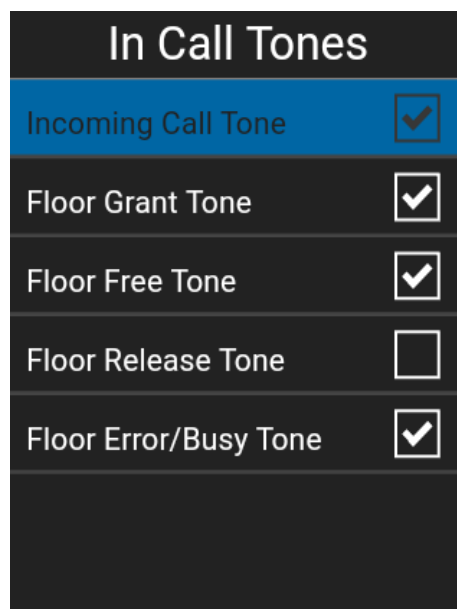 In Call Tones
Incoming Call Tone
Floor Grant Tone
Floor Free Tone
Floor Release Tone
Floor Error/Busy Tone